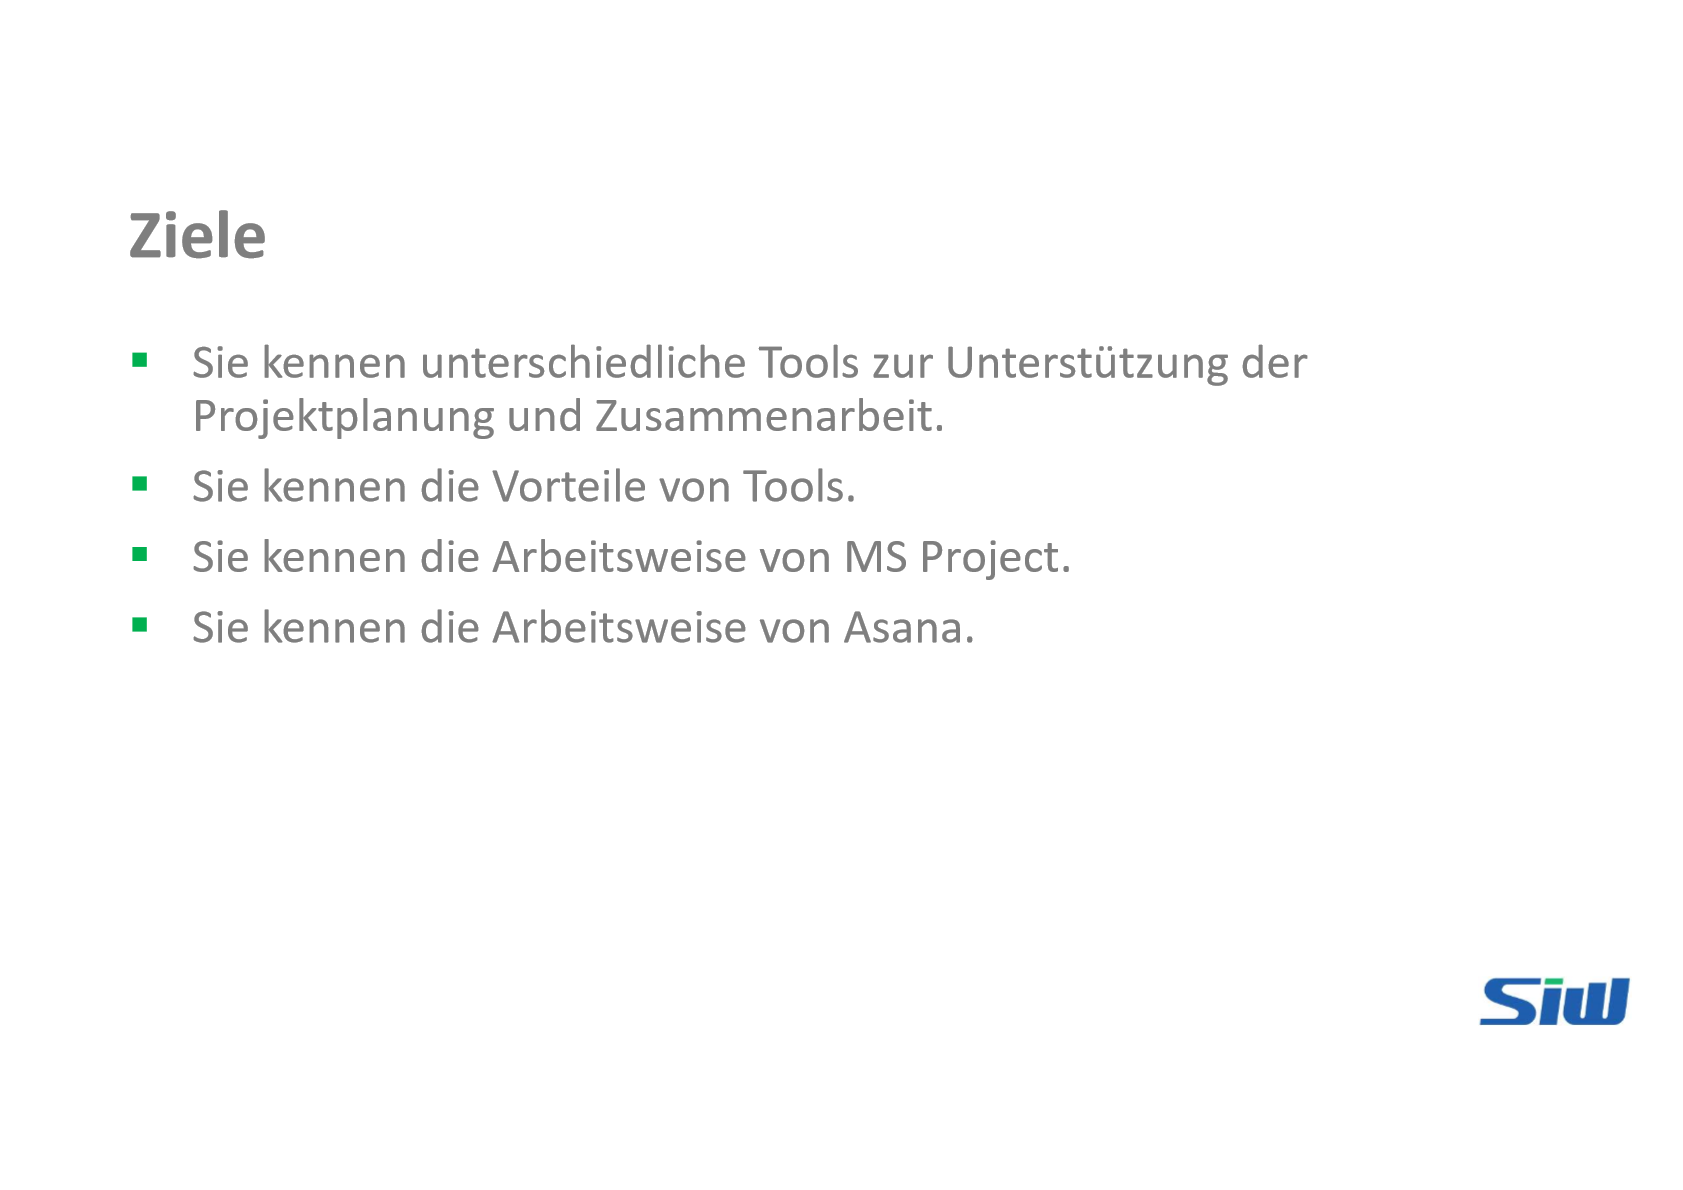 Ziele
▪ Sie kennen unterschiedliche Tools zur Unterstützung der
Projektplanung und Zusammenarbeit.
▪ Sie kennen die Vorteile von Tools.
▪ Sie kennen die Arbeitsweise von MS Project.
▪ Sie kennen die Arbeitsweise von Asana.
Siw